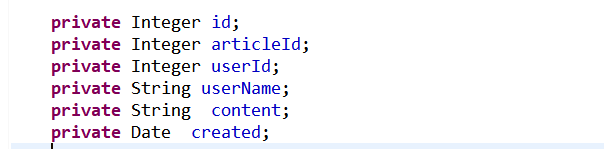 private Integer id;
private Integer articleId;
private Integer userId;
private String userName;
private String  content;
private Date  created;